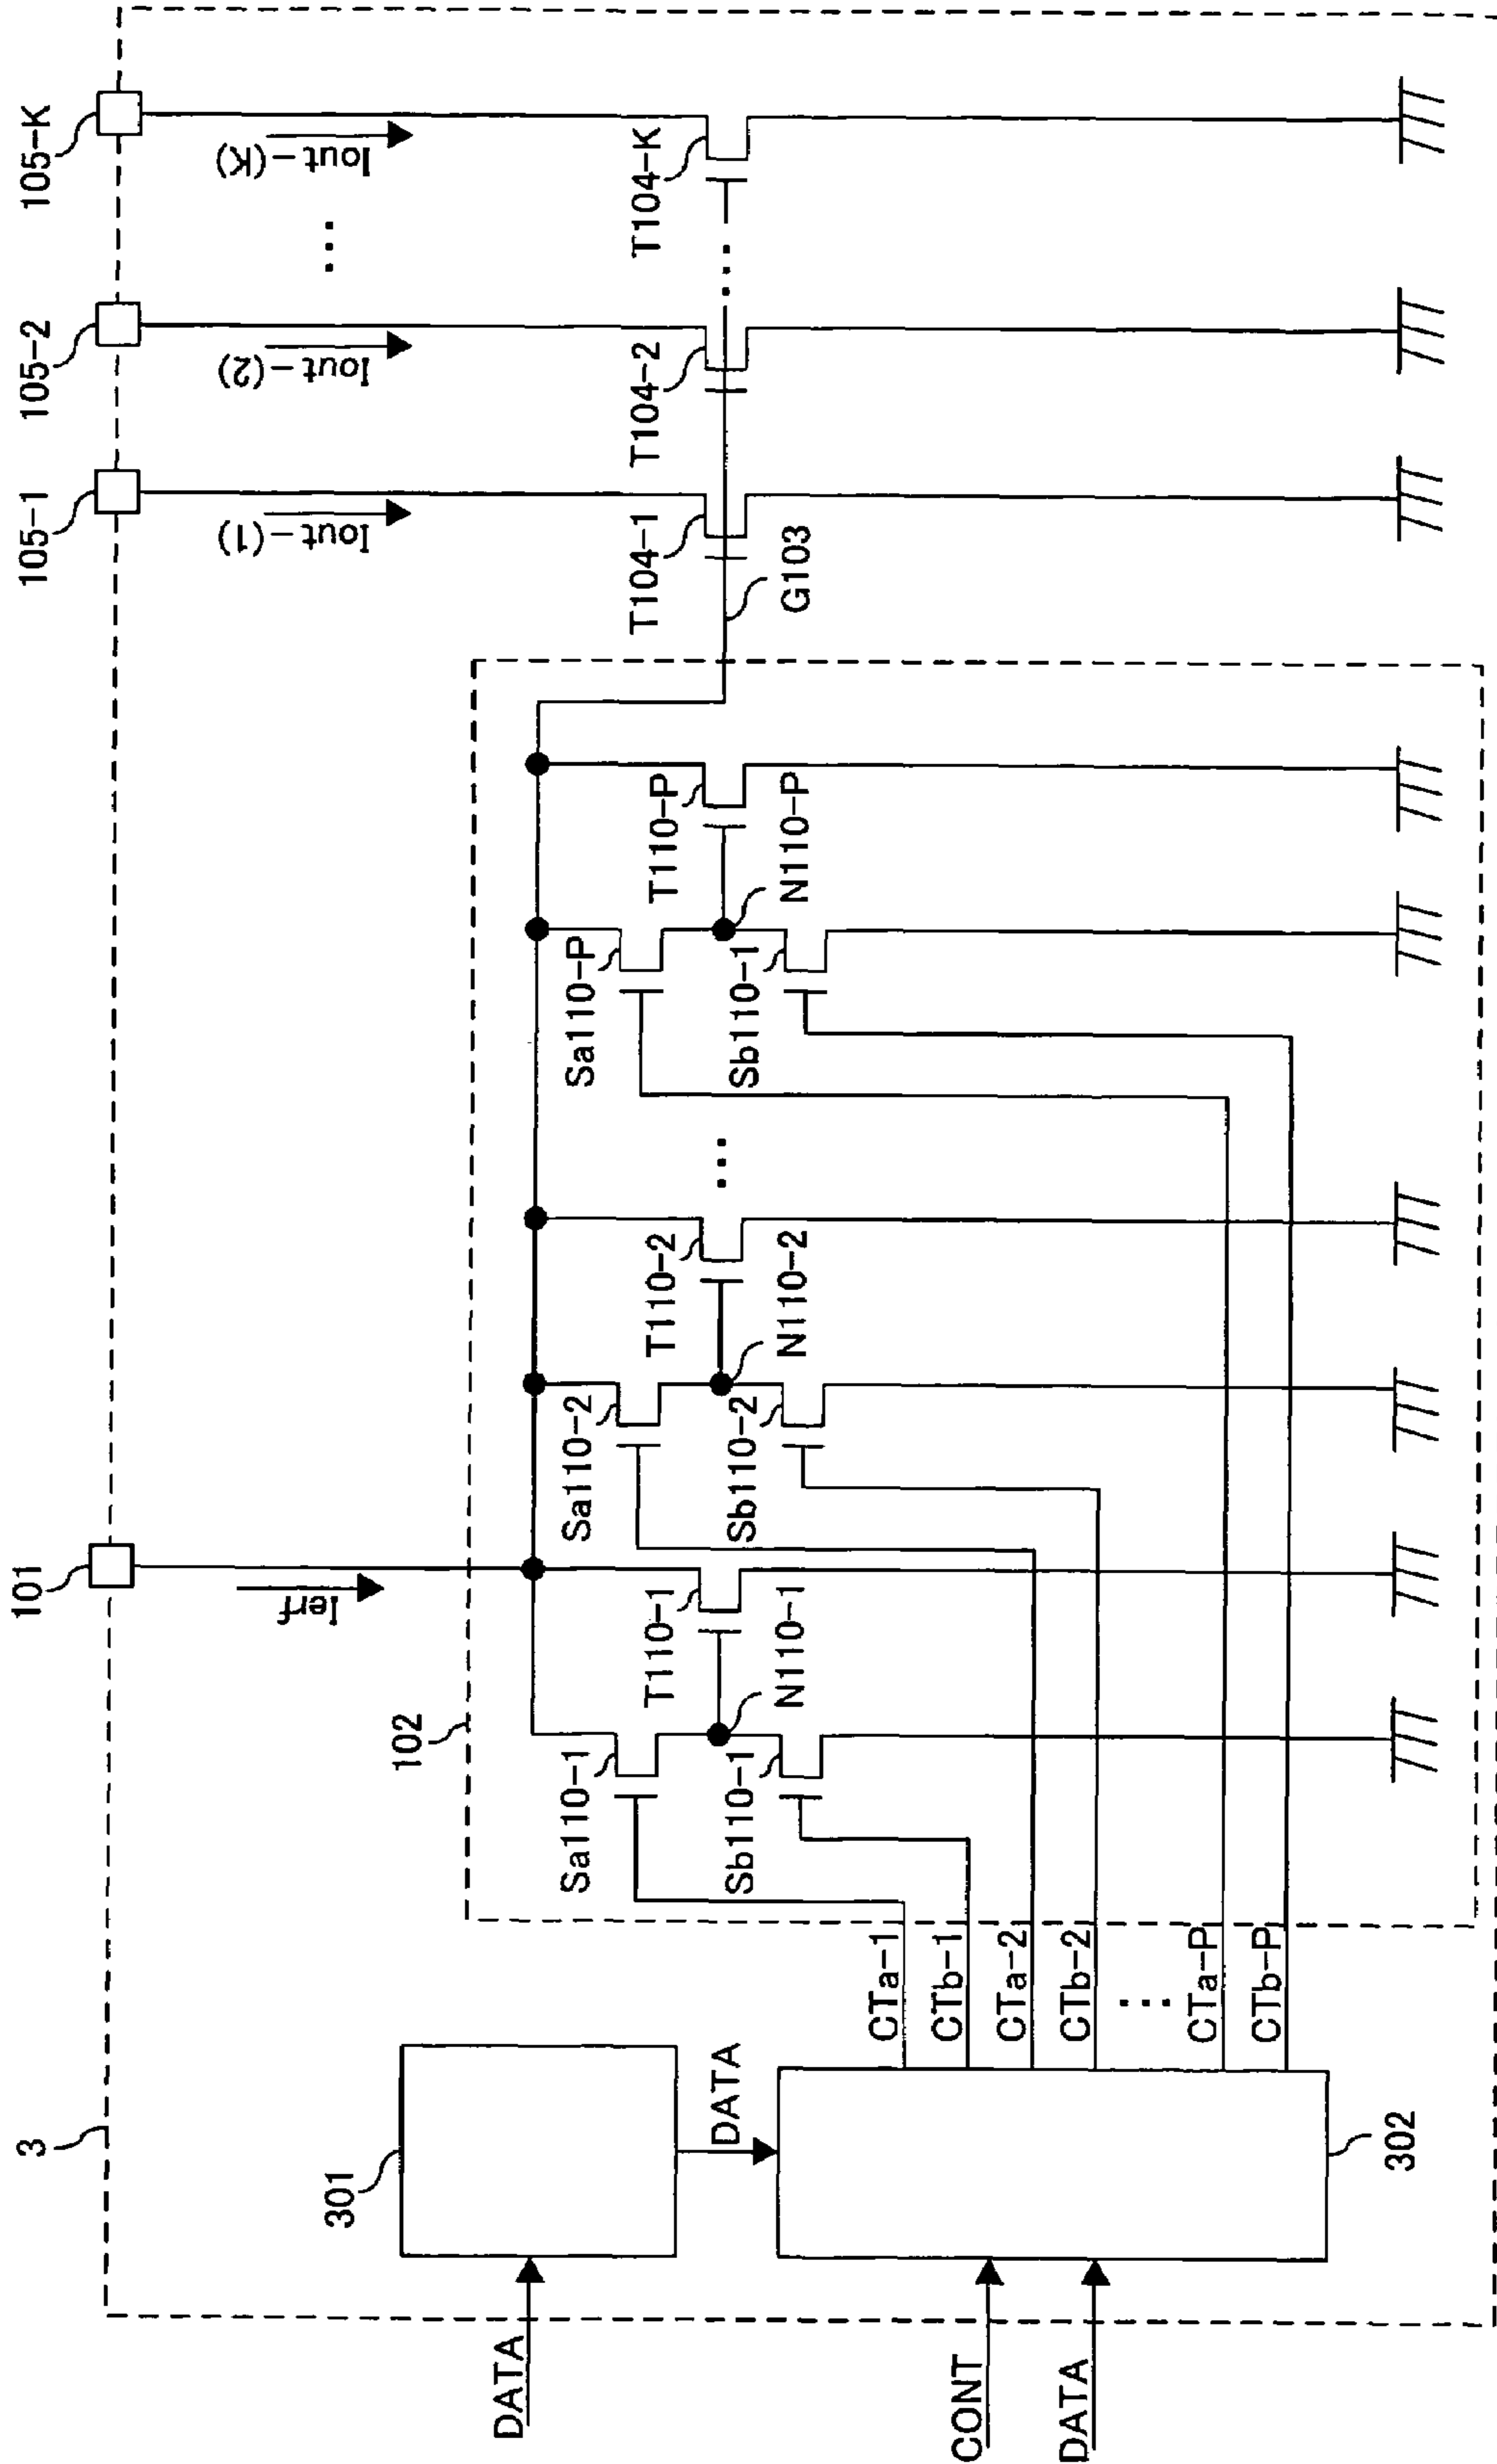 3
101
105-1
105-2
105-K
Ierf
Iout-(1)
Iout-(2)
...
Iout-(K)
102
301
DATA
DATA
302
CONT
DATA
CTa-1
CTb-1
CTa-2
CTb-2
...
CTa-P
CTb-P
Sa110-1
Sb110-1
T110-1
N110-1
Sa110-2
Sb110-2
T110-2
N110-2
...
Sa110-P
Sb110-1
T110-P
N110-P
G103
T104-1
T104-2
...
T104-K